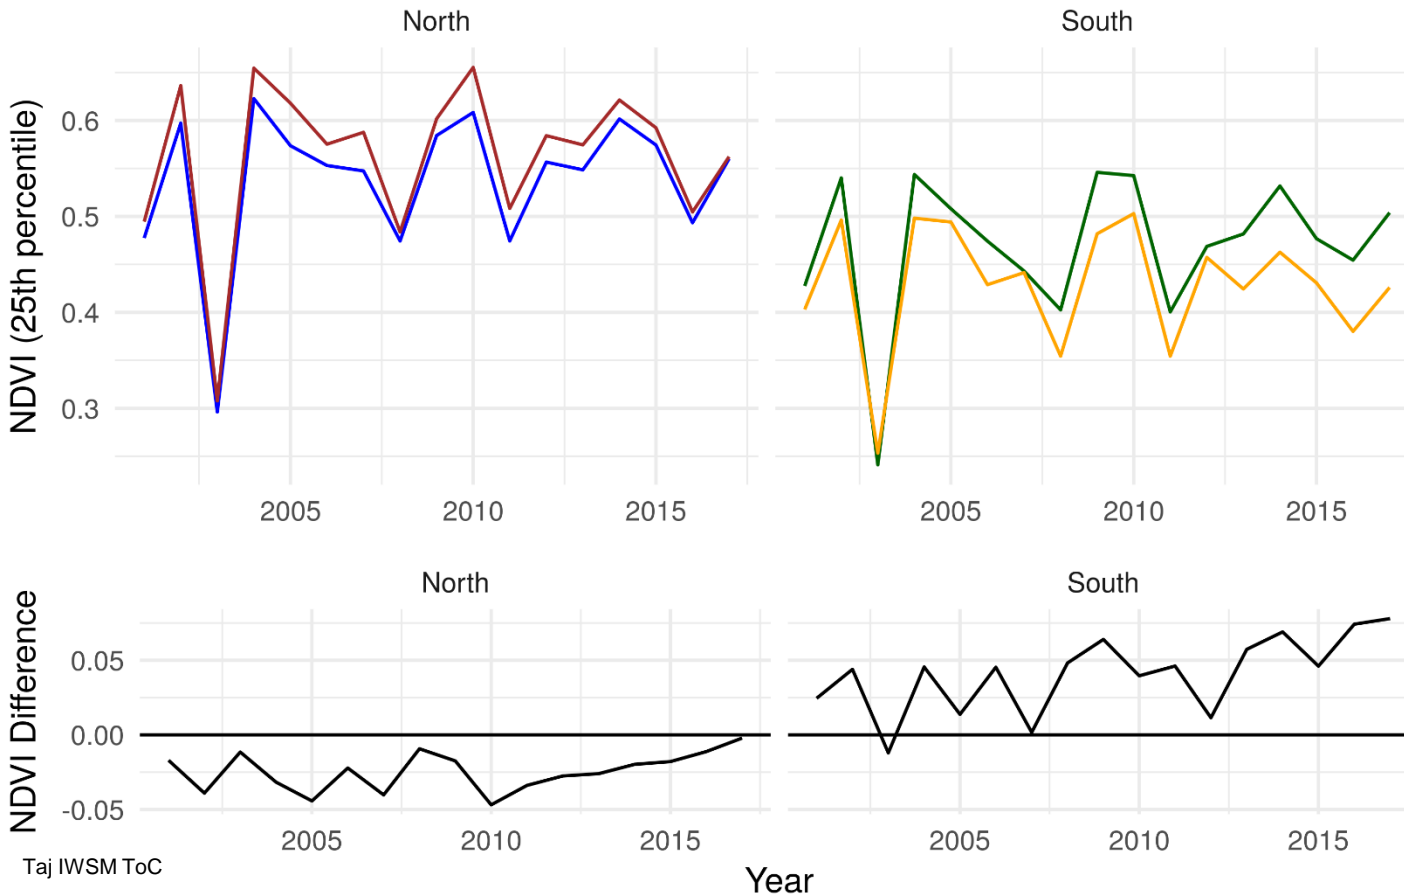 North South
NDVI (25th percentile)
0.6
0.5
0.4
0.3
2005 2010 2015 2005 2010 2015
North South
NDVI Difference
0.05
0.00
-0.05
2005 2010 2015 2005 2010 2015
Taj IWSM ToC
Year